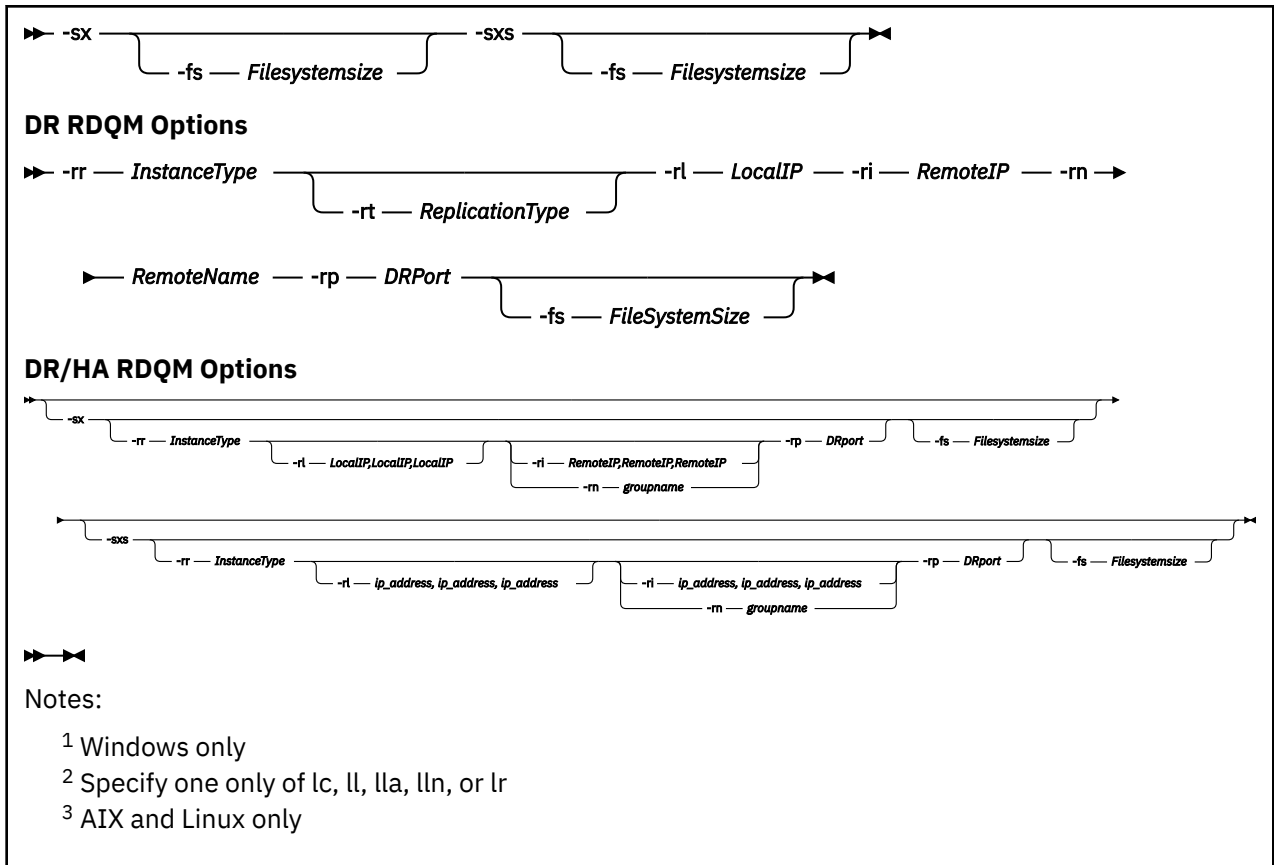 -sx -sxs
-fs Filesystemsize -fs Filesystemsize
DR RDQM Options
-rr InstanceType -rl LocalIP -ri RemoteIP -rn
-rt ReplicationType
RemoteName -rp DRPort
-fs FileSystemSize
DR/HA RDQM Options
-sx
-rr InstanceType -rp DRport -fs Filesystemsize
-rl LocalIP,LocalIP,LocalIP -ri RemoteIP,RemoteIP,RemoteIP
-rn groupname
-sxs
-rr InstanceType -rp DRport -fs Filesystemsize
-rl ip_address, ip_address, ip_address -ri ip_address, ip_address, ip_address
-rn groupname
Notes:
1 Windows only
2 Specify one only of lc, ll, lla, lln, or lr
3 AIX and Linux only